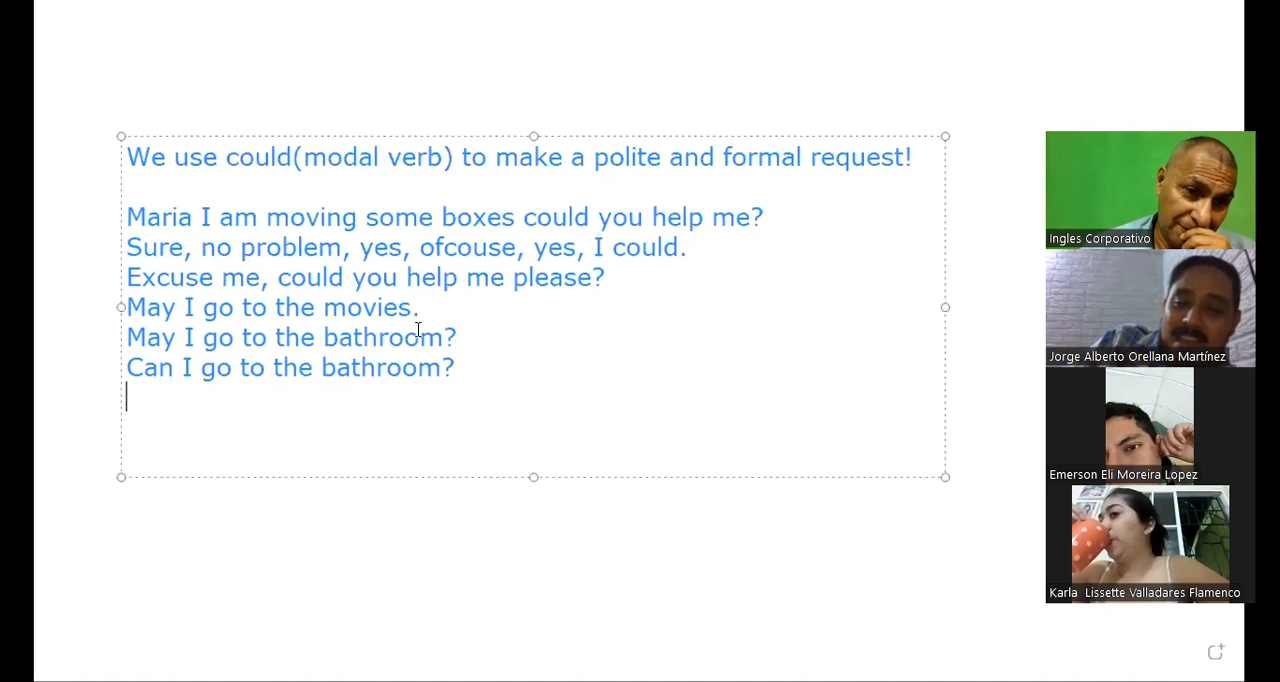 We use could(modal verb) to make a polite and formal request!
Maria I am moving some boxes could you help me?
Sure, no problem, yes, ofcouse, yes, I could.
Excuse me, could you help me please?
May I go to the movies.
May I go to the bathroom?
Can I go to the bathroom?
Ingles Corporativo
Jorge Alberto Orellana Martínez
Emerson Eli Moreira Lopez
Karla Lissette Valladares Flamenco